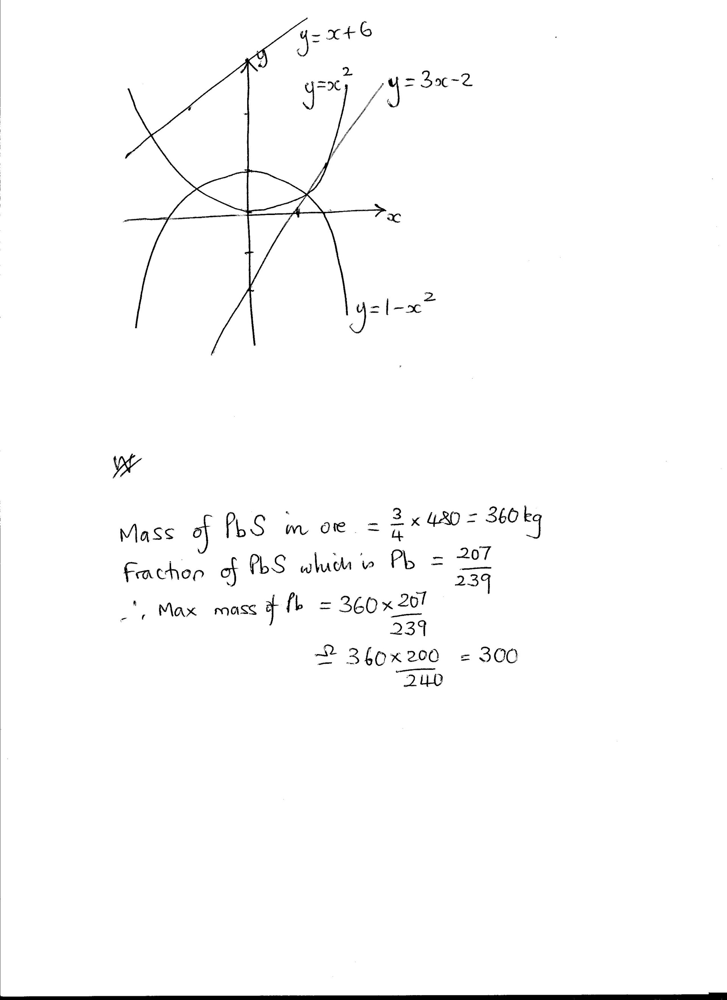 y = x + 6
y
y = x²
y = 3x - 2
x
y = 1 - x²
Mass of PbS in ore = 3/4 × 480 = 360 kg
Fraction of PbS which is Pb = 207/239
∴ Max mass of Pb = 360 × 207/239
≏ 360 × 200/240 = 300